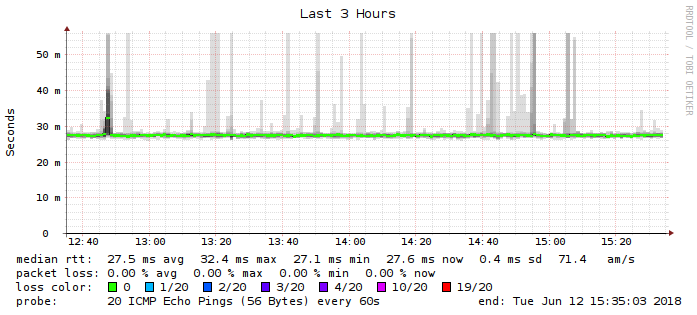 Last 3 Hours
RRDTOOL / TOBI OETIKER
Seconds
50 m
40 m
30 m
20 m
10 m
0
12:40 13:00 13:20 13:40 14:00 14:20 14:40 15:00 15:20
median rtt: 27.5 ms avg 32.4 ms max 27.1 ms min 27.6 ms now 0.4 ms sd 71.4 am/s
packet loss: 0.00 % avg 0.00 % max 0.00 % min 0.00 % now
loss color: 0 1/20 2/20 3/20 4/20 10/20 19/20
probe: 20 ICMP Echo Pings (56 Bytes) every 60s end: Tue Jun 12 15:35:03 2018